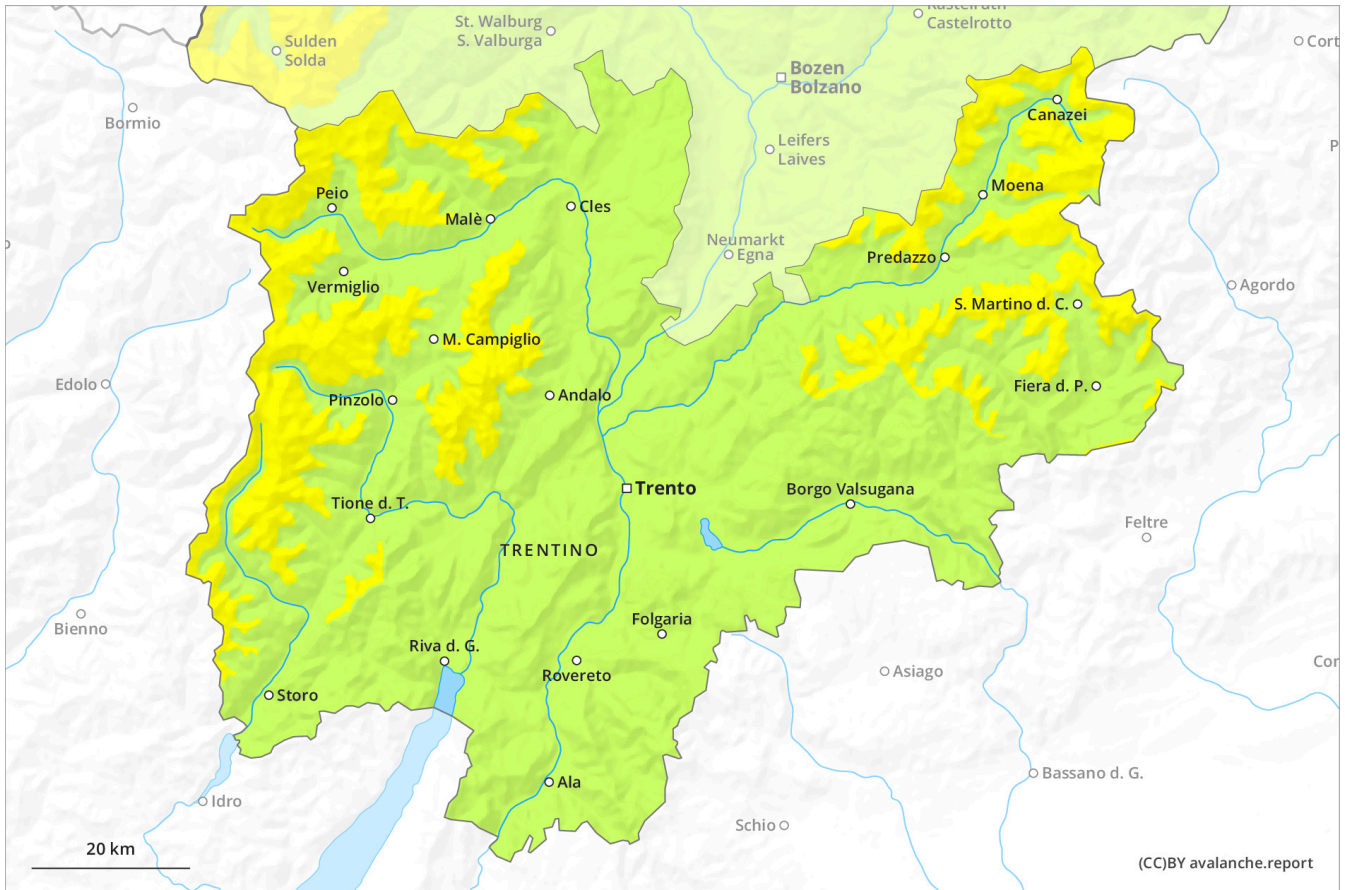 St. Walburg
S. Valburga
Kastelruth
Castelrotto
Sulden
Solda
Cort
Bozen
Bolzano
Bormio
Canazei
Leifers
Laives
P
Moena
Peio
Malè
Cles
Neumarkt
Egna
Predazzo
Vermiglio
Agordo
S. Martino d. C.
M. Campiglio
Edolo
Andalo
Fiera d. P.
Pinzolo
Trento
Borgo Valsugana
Tione d. T.
Feltre
TRENTINO
Bienno
Folgaria
Riva d. G.
Rovereto
Asiago
Cor
Storo
Bassano d. G.
Ala
Idro
Schio
20 km
(CC)BY avalanche.report